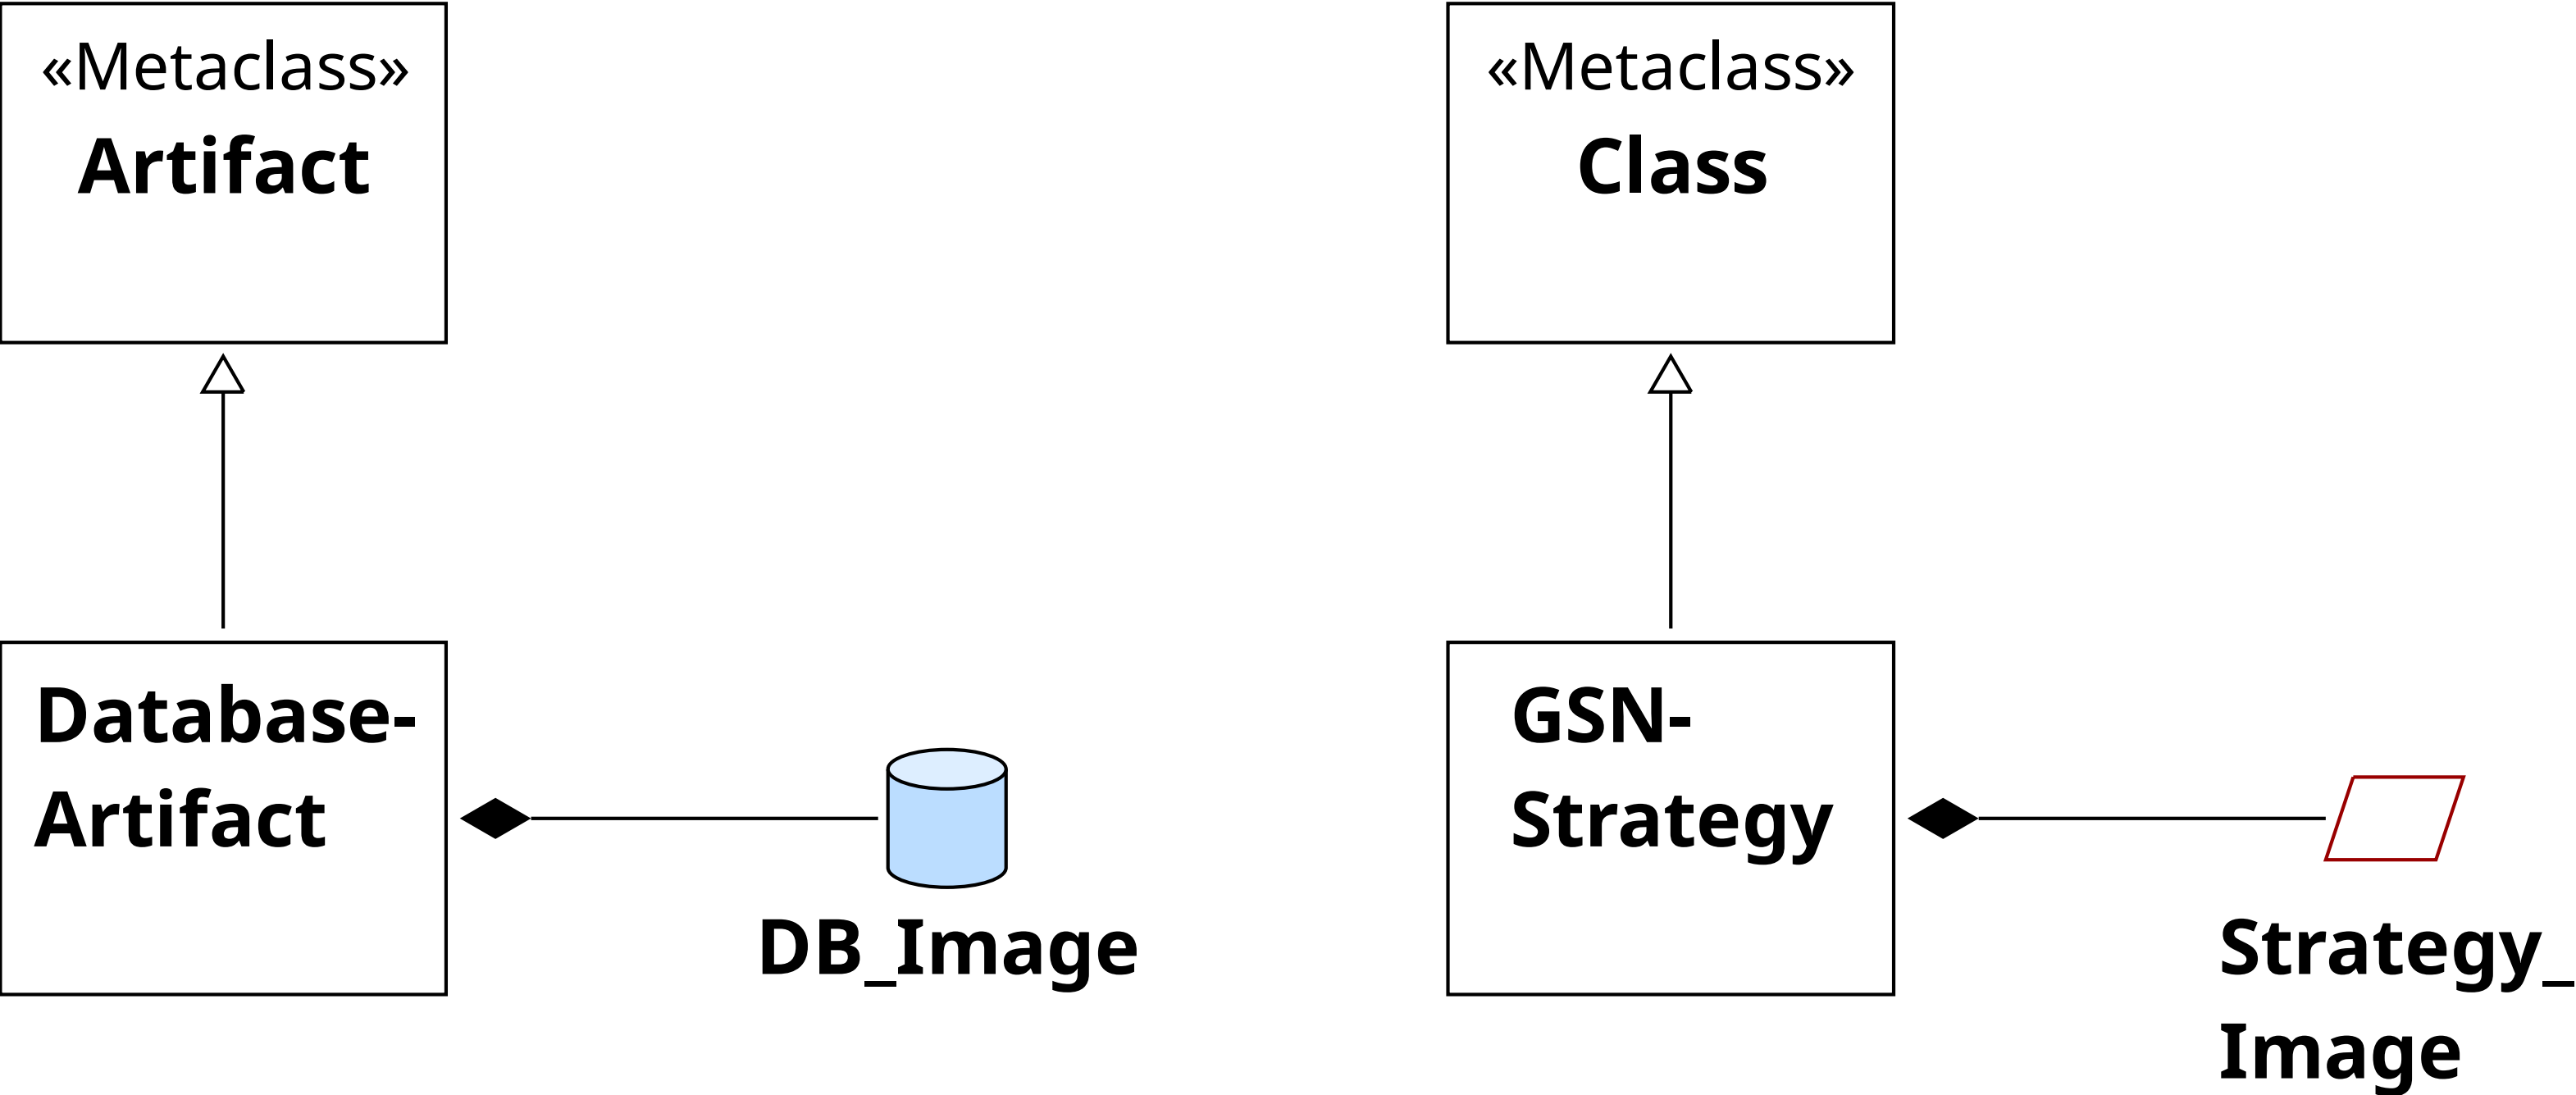 «Metaclass»
Artifact
«Metaclass»
Class
Database-
Artifact
DB_Image
GSN-
Strategy
Strategy_
Image